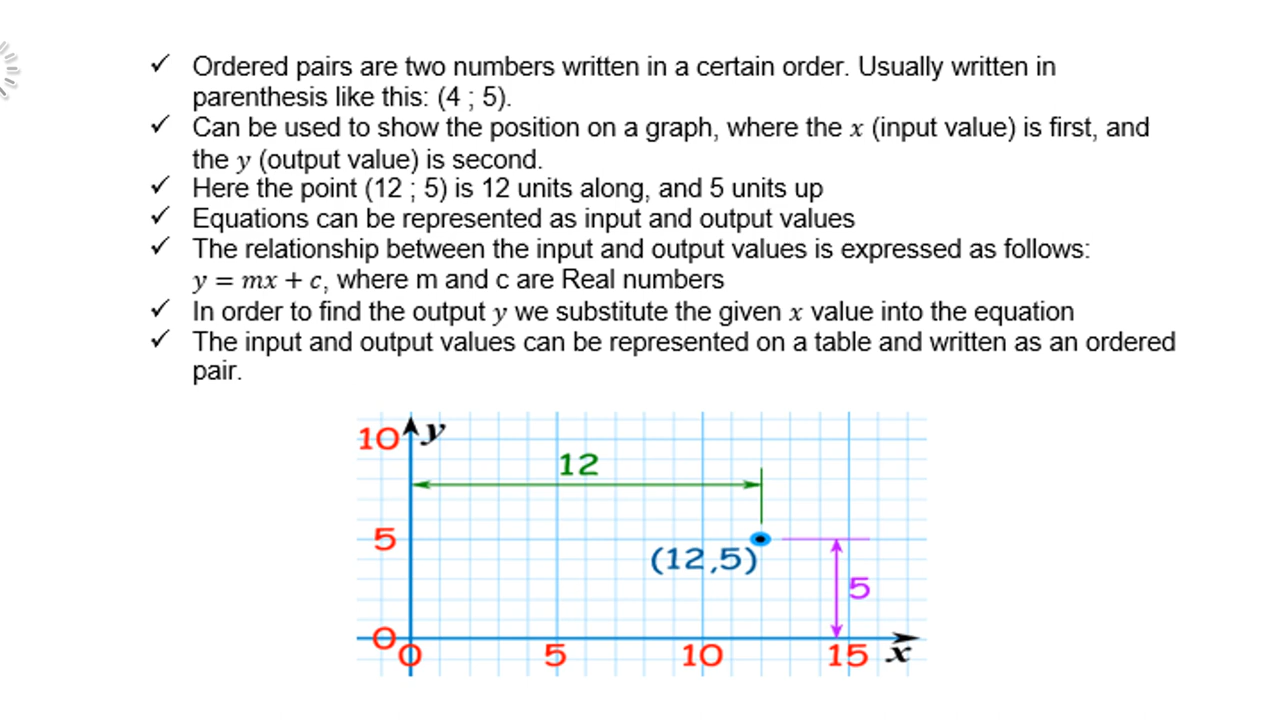 ✓ Ordered pairs are two numbers written in a certain order. Usually written in
parenthesis like this: (4 ; 5).
✓ Can be used to show the position on a graph, where the x (input value) is first, and
the y (output value) is second.
✓ Here the point (12 ; 5) is 12 units along, and 5 units up
✓ Equations can be represented as input and output values
✓ The relationship between the input and output values is expressed as follows:
y = mx + c, where m and c are Real numbers
✓ In order to find the output y we substitute the given x value into the equation
✓ The input and output values can be represented on a table and written as an ordered
pair.
10 y
12
5
(12,5)
5
0
0 5 10 15 x